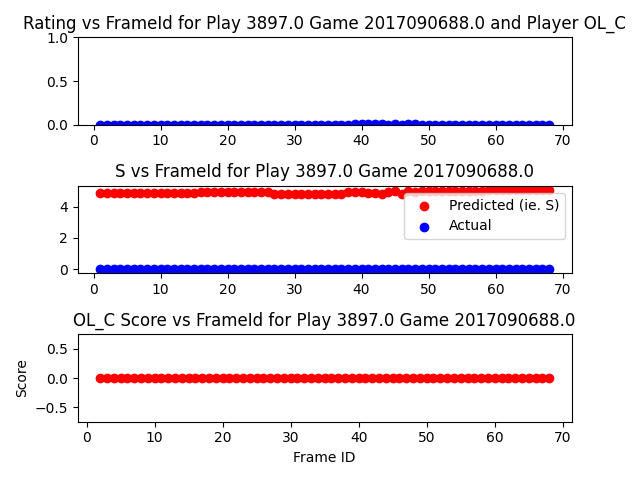 Rating vs FrameId for Play 3897.0 Game 2017090688.0 and Player OL_C
1.0
0.5
0.0
0 10 20 30 40 50 60 70
S vs FrameId for Play 3897.0 Game 2017090688.0
4
2
0
Predicted (ie. S)
Actual
0 10 20 30 40 50 60 70
OL_C Score vs FrameId for Play 3897.0 Game 2017090688.0
Score
0.5
0.0
−0.5
0 10 20 30 40 50 60 70
Frame ID